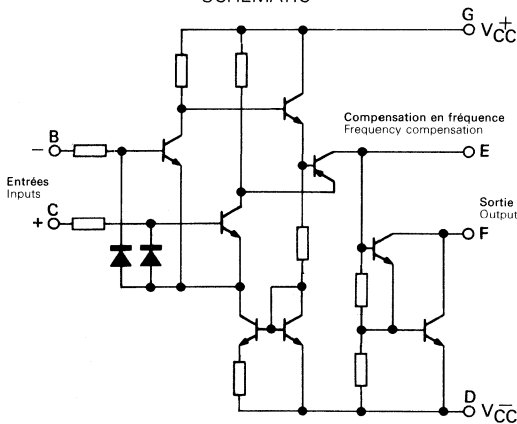 SCHEMATIC
G
V+CC
Compensation en fréquence
Frequency compensation
B
−
E
Entrées
Inputs
C
+
Sortie
Output
F
D
V−CC